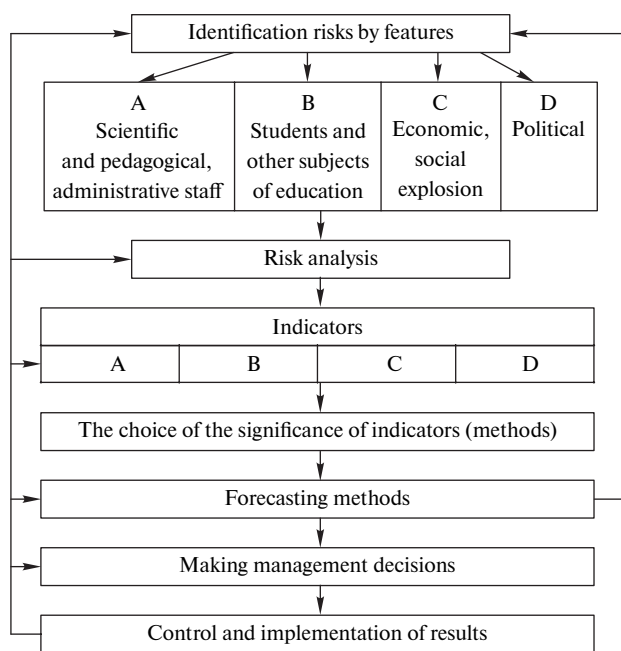 Identification risks by features
A
Scientific
and pedagogical,
administrative staff
B
Students and
other subjects
of education
C
Economic,
social
explosion
D
Political
Risk analysis
Indicators
A B C D
The choice of the significance of indicators (methods)
Forecasting methods
Making management decisions
Control and implementation of results